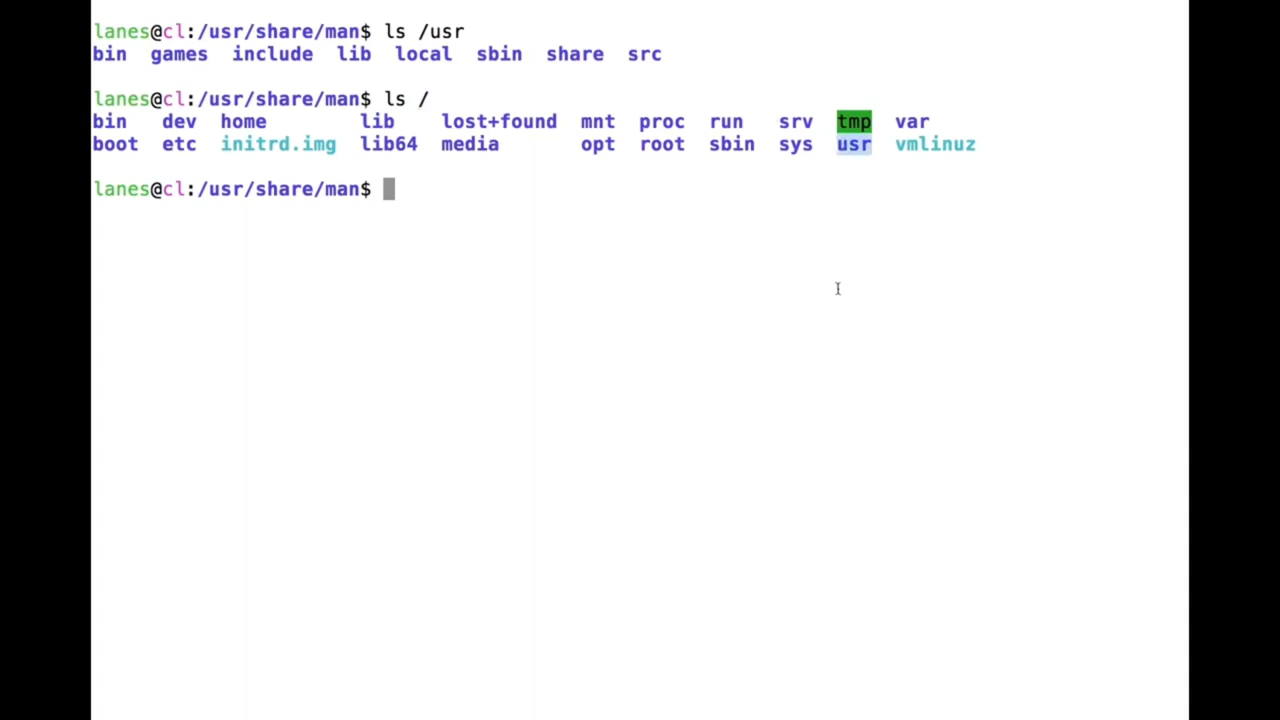 lanes@cl:/usr/share/man$ ls /usr
bin games include lib local sbin share src
lanes@cl:/usr/share/man$ ls /
bin dev home lib lost+found mnt proc run srv tmp var
boot etc initrd.img lib64 media opt root sbin sys usr vmlinuz
lanes@cl:/usr/share/man$